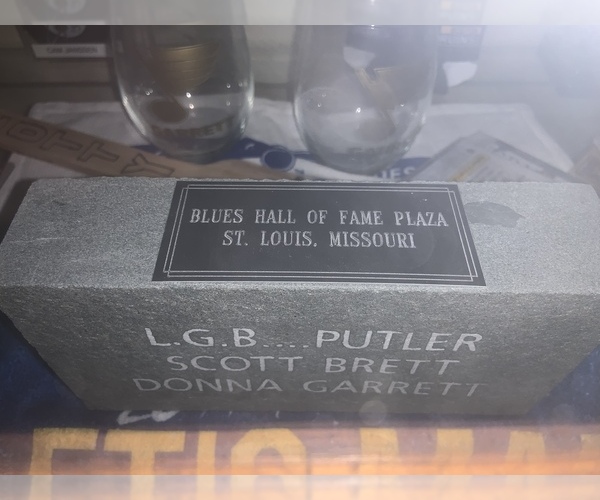 BLUES HALL OF FAME PLAZA
ST. LOUIS, MISSOURI
L.G.B....PUTLER
SCOTT BRETT
DONNA GARRETT